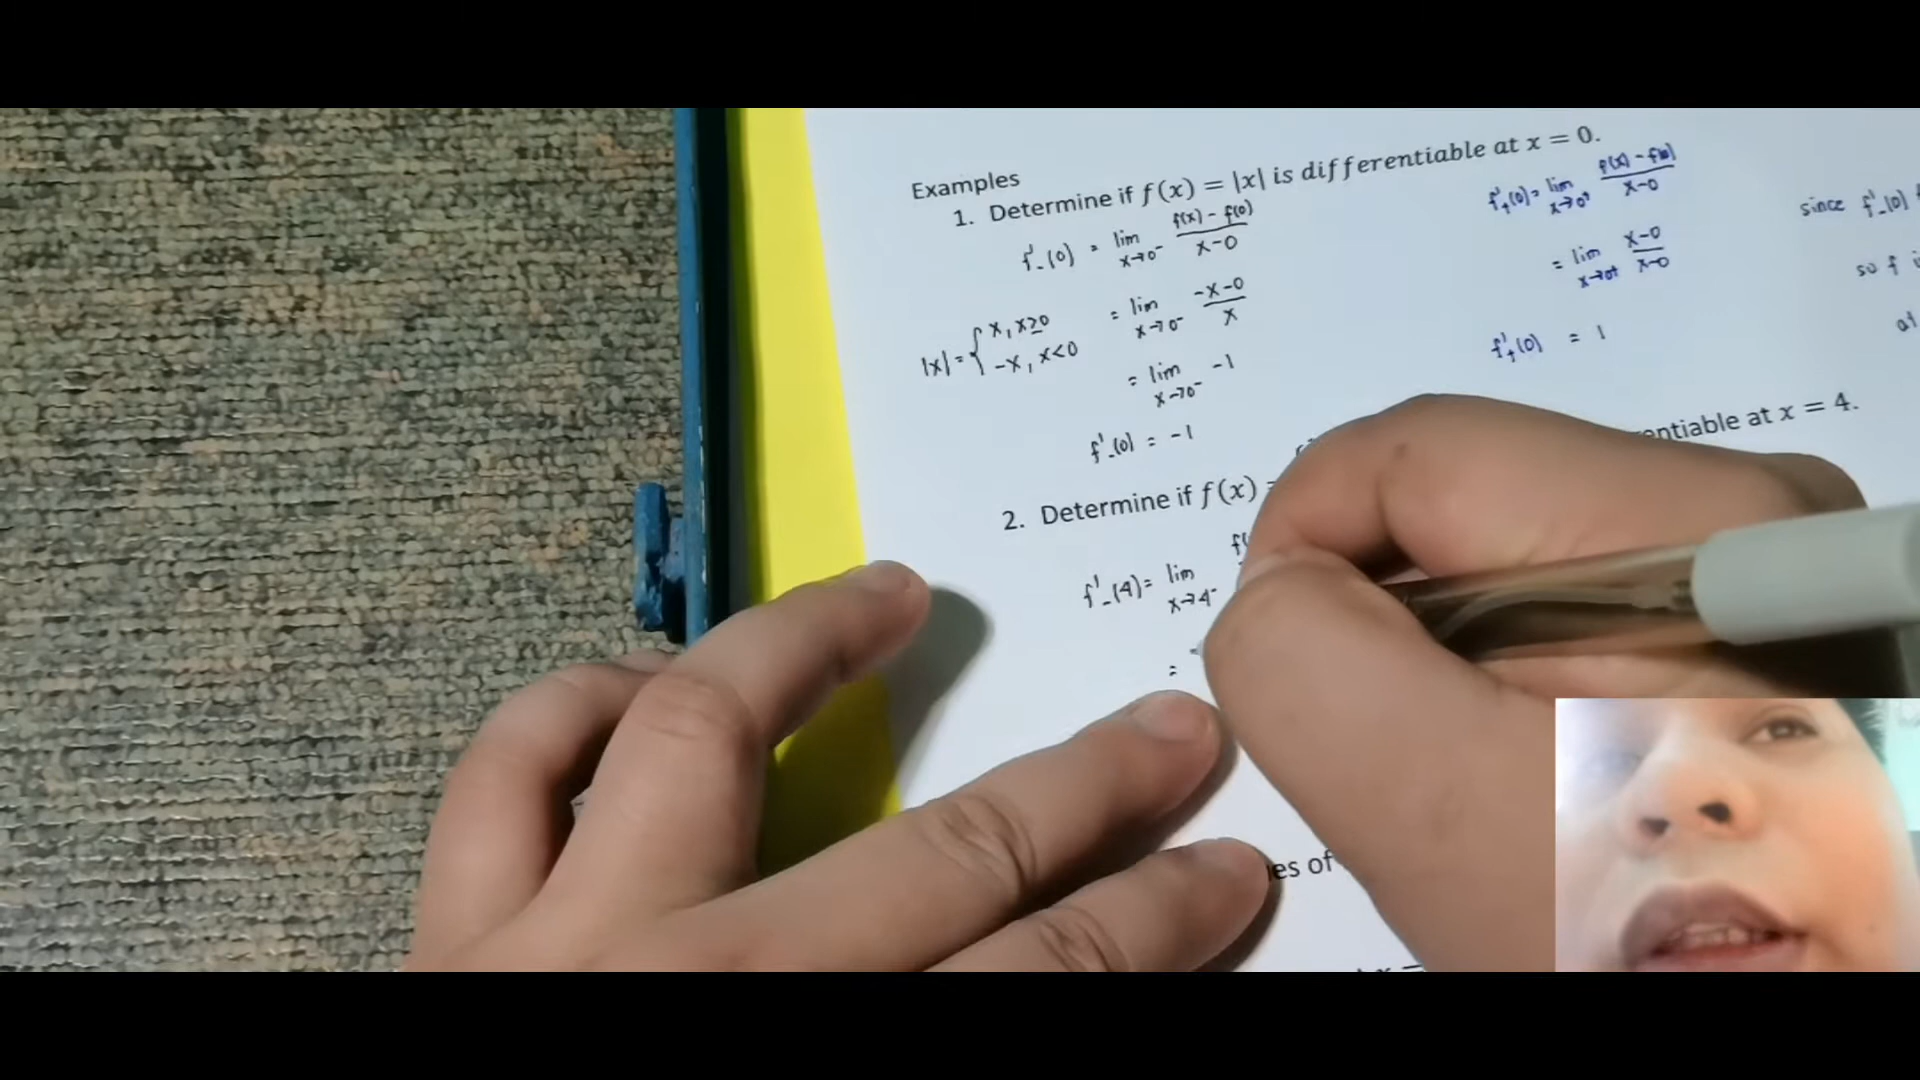 Examples
1. Determine if f(x) = |x| is differentiable at x = 0.
f'₋(0) = lim x→0⁻ f(x) - f(0) / x-0
|x| = { x, x≥0
-x, x<0
= lim x→0⁻ -x-0 / x
= lim x→0⁻ -1
f'₋(0) = -1
f'₊(0) = lim x→0⁺ f(x) - f(0) / x-0
= lim x→0⁺ x-0 / x-0
f'₊(0) = 1
since f'₋(0)
so f
at
2. Determine if f(x) entiable at x = 4.
f'₋(4) = lim x→4⁻
=
es of